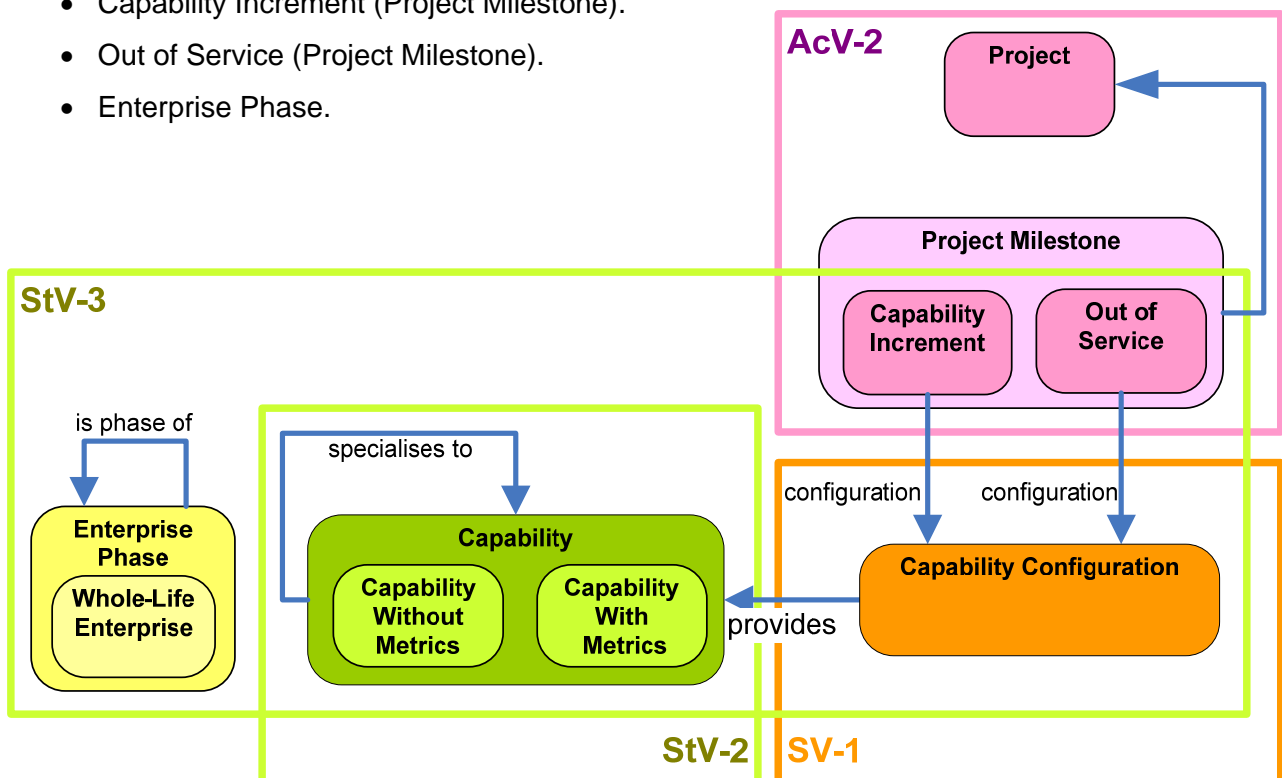 • Capability Increment (Project Milestone).
• Out of Service (Project Milestone).
• Enterprise Phase.
AcV-2
Project
Project Milestone
Capability
Increment
Out of
Service
StV-3
is phase of
specialises to
configuration
configuration
Enterprise
Phase
Whole-Life
Enterprise
Capability
Capability
Without
Metrics
Capability
With
Metrics
provides
Capability Configuration
StV-2
SV-1